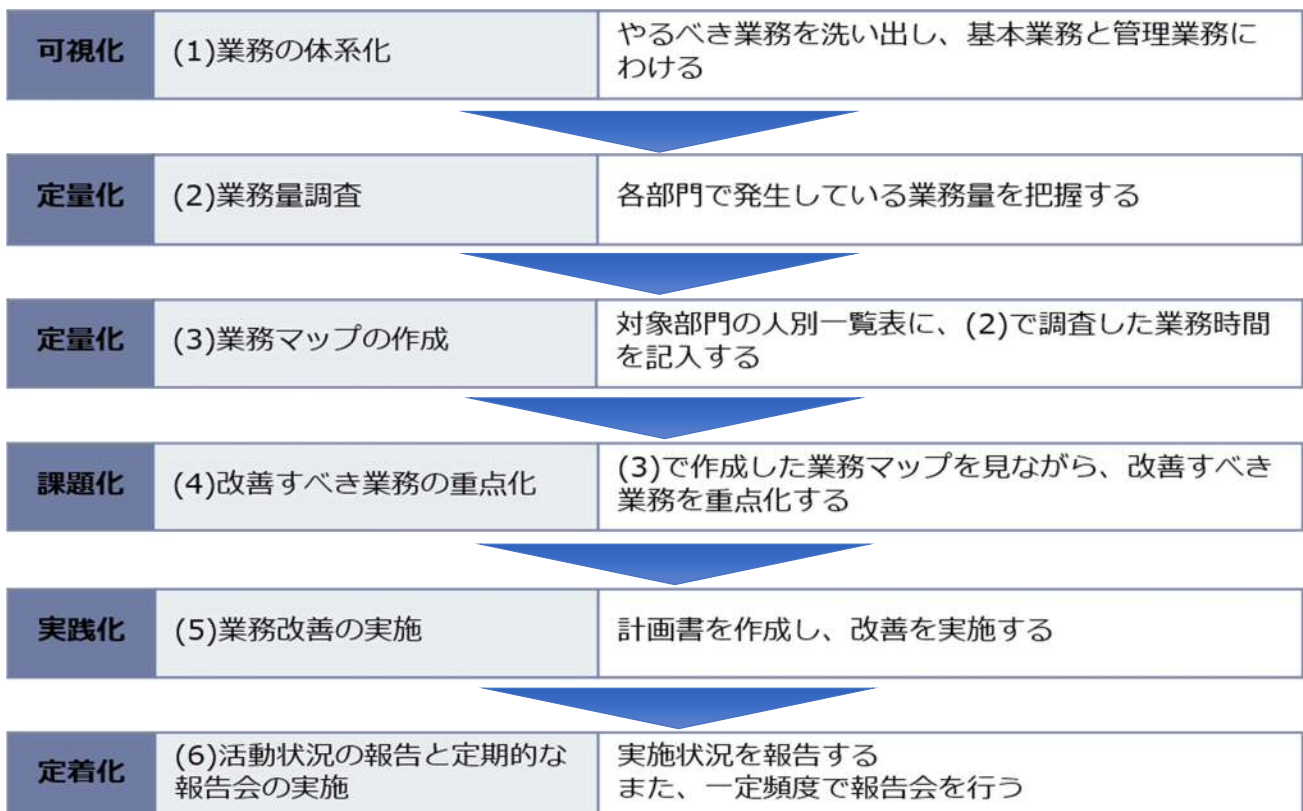 可視化
(1)業務の体系化
やるべき業務を洗い出し、基本業務と管理業務に
わける
定量化
(2)業務量調査
各部門で発生している業務量を把握する
定量化
(3)業務マップの作成
対象部門の人別一覧表に、(2)で調査した業務時間
を記入する
課題化
(4)改善すべき業務の重点化
(3)で作成した業務マップを見ながら、改善すべき
業務を重点化する
実践化
(5)業務改善の実施
計画書を作成し、改善を実施する
定着化
(6)活動状況の報告と定期的な
報告会の実施
実施状況を報告する
また、一定頻度で報告会を行う